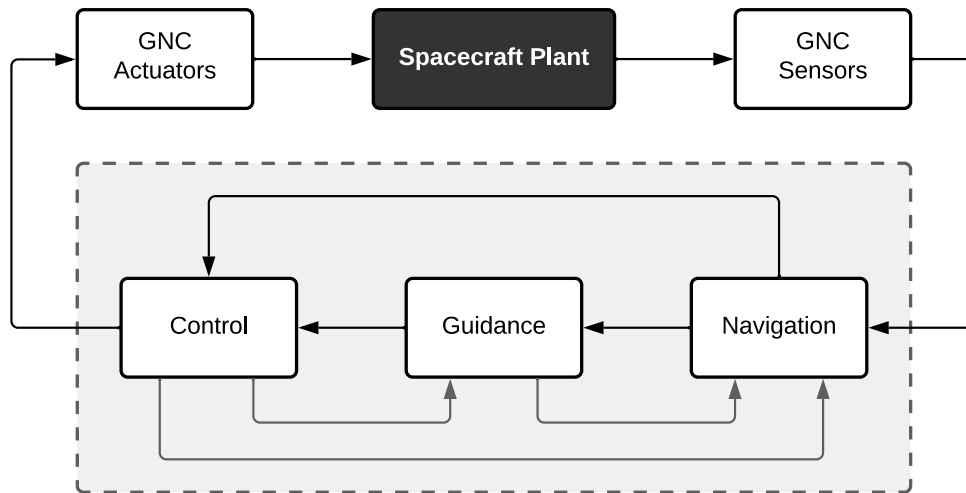 GNC
Actuators
Spacecraft Plant
GNC
Sensors
Control
Guidance
Navigation